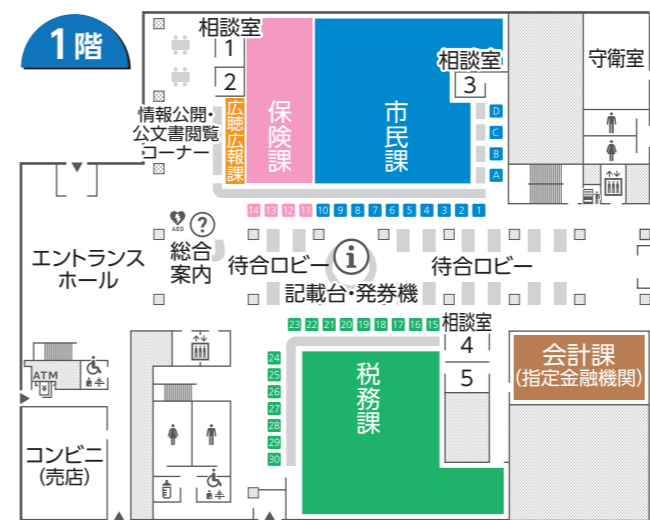 1階
相談室
1
2
相談室
3
守衛室
情報公開・
公文書閲覧
コーナー
広聴広報課
保険課
市民課
D
C
B
A
14 13 12 11 10 9 8 7 6 5 4 3 2 1
AED
?
総合
案内
エントランス
ホール
待合ロビー
i
待合ロビー
記載台・発券機
23 22 21 20 19 18 17 16 15
相談室
4
5
24
25
26
27
28
29
30
税務課
会計課
(指定金融機関)
ATM
¥
コンビニ
(売店)